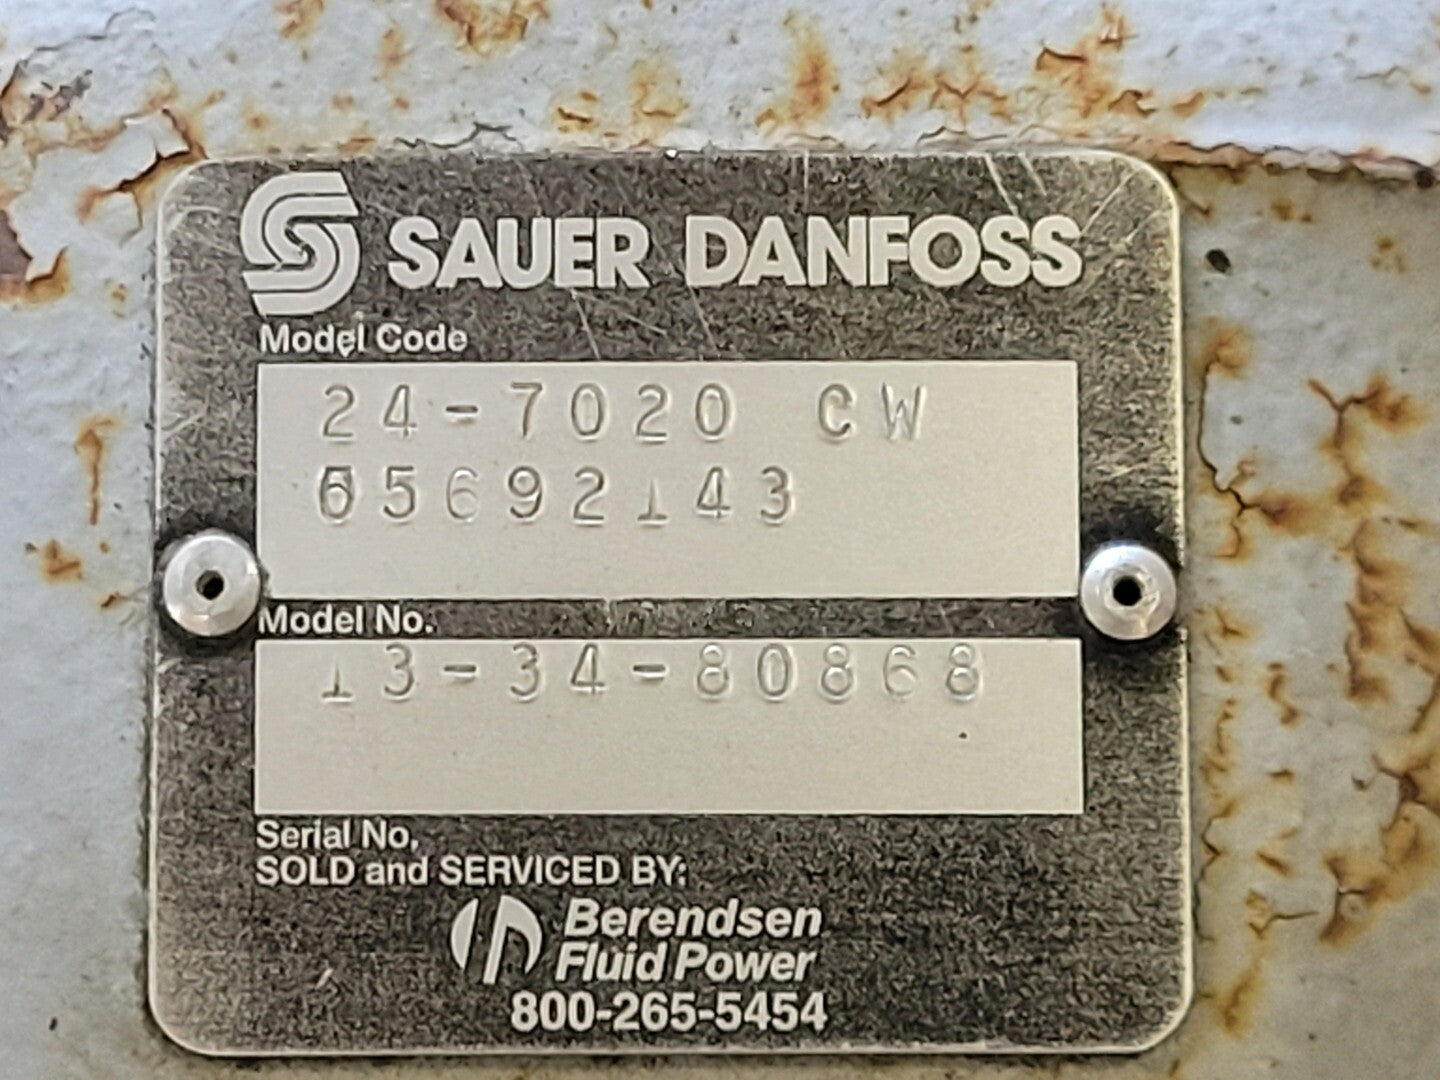 SAUER DANFOSS
Model Code
24-7020 CW
65692143
Model No.
13-34-80868
Serial No.
SOLD and SERVICED BY:
Berendsen
Fluid Power
800-265-5454